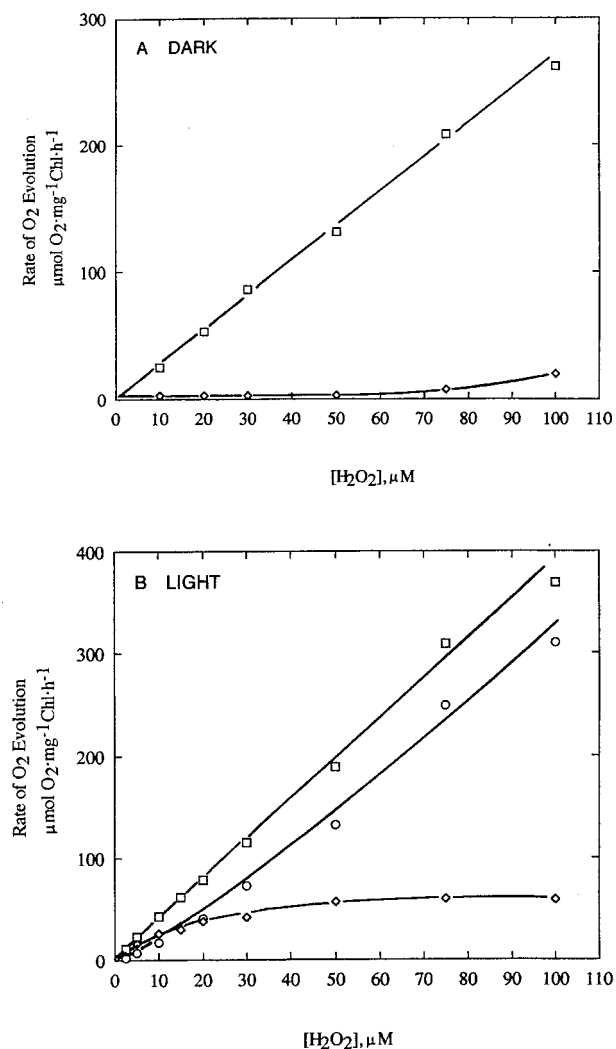 300
A DARK
200
100
0
Rate of O2 Evolution
µmol O2·mg-1Chl·h-1
0 10 20 30 40 50 60 70 80 90 100 110
[H2O2], µM
400
B LIGHT
300
200
100
0
Rate of O2 Evolution
µmol O2·mg-1Chl·h-1
0 10 20 30 40 50 60 70 80 90 100 110
[H2O2], µM